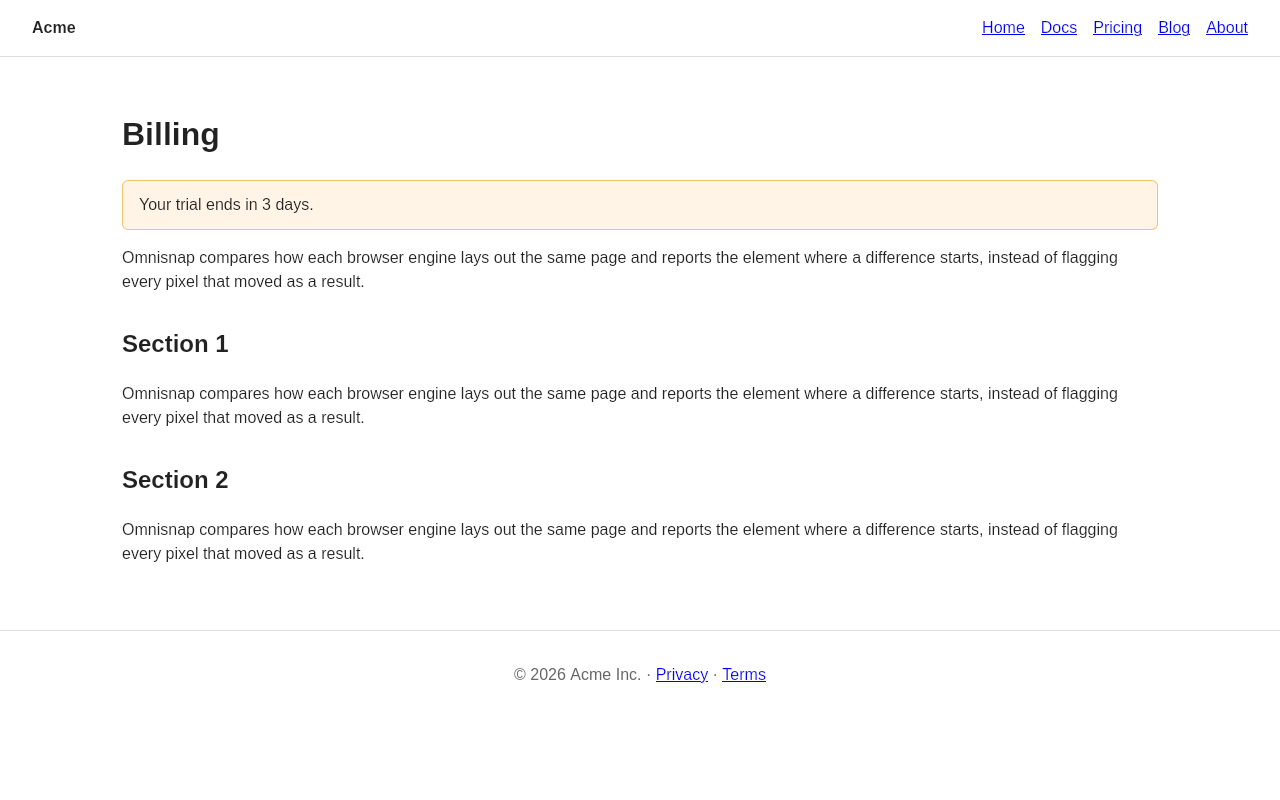 Acme
Home Docs Pricing Blog About
Billing
Your trial ends in 3 days.
Omnisnap compares how each browser engine lays out the same page and reports the element where a difference starts, instead of flagging
every pixel that moved as a result.
Section 1
Omnisnap compares how each browser engine lays out the same page and reports the element where a difference starts, instead of flagging
every pixel that moved as a result.
Section 2
Omnisnap compares how each browser engine lays out the same page and reports the element where a difference starts, instead of flagging
every pixel that moved as a result.
© 2026 Acme Inc. · Privacy · Terms